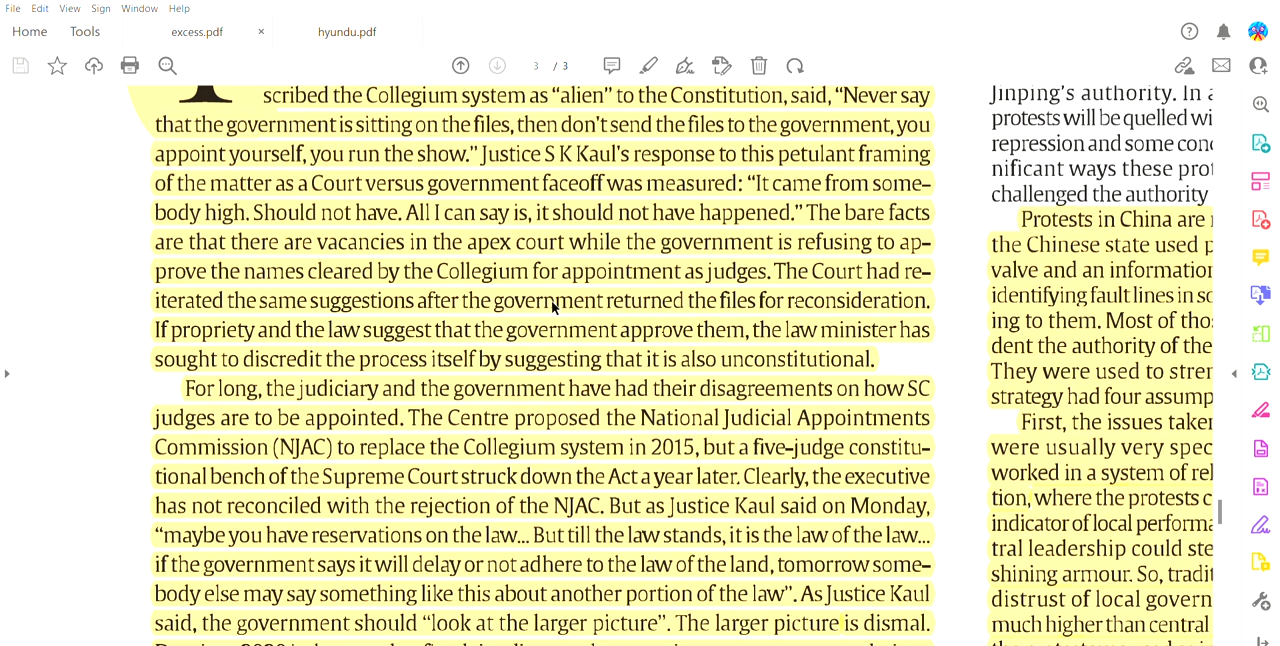 File Edit View Sign Window Help
Home Tools excess.pdf × hyundu.pdf
3 / 3
scribed the Collegium system as “alien” to the Constitution, said, “Never say
that the government is sitting on the files, then don’t send the files to the government, you
appoint yourself, you run the show.” Justice S K Kaul’s response to this petulant framing
of the matter as a Court versus government faceoff was measured: “It came from some-
body high. Should not have. All I can say is, it should not have happened.” The bare facts
are that there are vacancies in the apex court while the government is refusing to ap-
prove the names cleared by the Collegium for appointment as judges. The Court had re-
iterated the same suggestions after the government returned the files for reconsideration.
If propriety and the law suggest that the government approve them, the law minister has
sought to discredit the process itself by suggesting that it is also unconstitutional.
For long, the judiciary and the government have had their disagreements on how SC
judges are to be appointed. The Centre proposed the National Judicial Appointments
Commission (NJAC) to replace the Collegium system in 2015, but a five-judge constitu-
tional bench of the Supreme Court struck down the Act a year later. Clearly, the executive
has not reconciled with the rejection of the NJAC. But as Justice Kaul said on Monday,
“maybe you have reservations on the law... But till the law stands, it is the law of the law...
if the government says it will delay or not adhere to the law of the land, tomorrow some-
body else may say something like this about another portion of the law”. As Justice Kaul
said, the government should “look at the larger picture”. The larger picture is dismal.
Jinping’s authority. In a
protests will be quelled wi
repression and some conc
nificant ways these prot
challenged the authority
Protests in China are
the Chinese state used p
valve and an information
identifying fault lines in so
ing to them. Most of thos
dent the authority of the
They were used to stren
strategy had four assump
First, the issues taken
were usually very spec
worked in a system of rel
tion, where the protests c
indicator of local performa
tral leadership could ste
shining armour. So, tradit
distrust of local govern
much higher than central